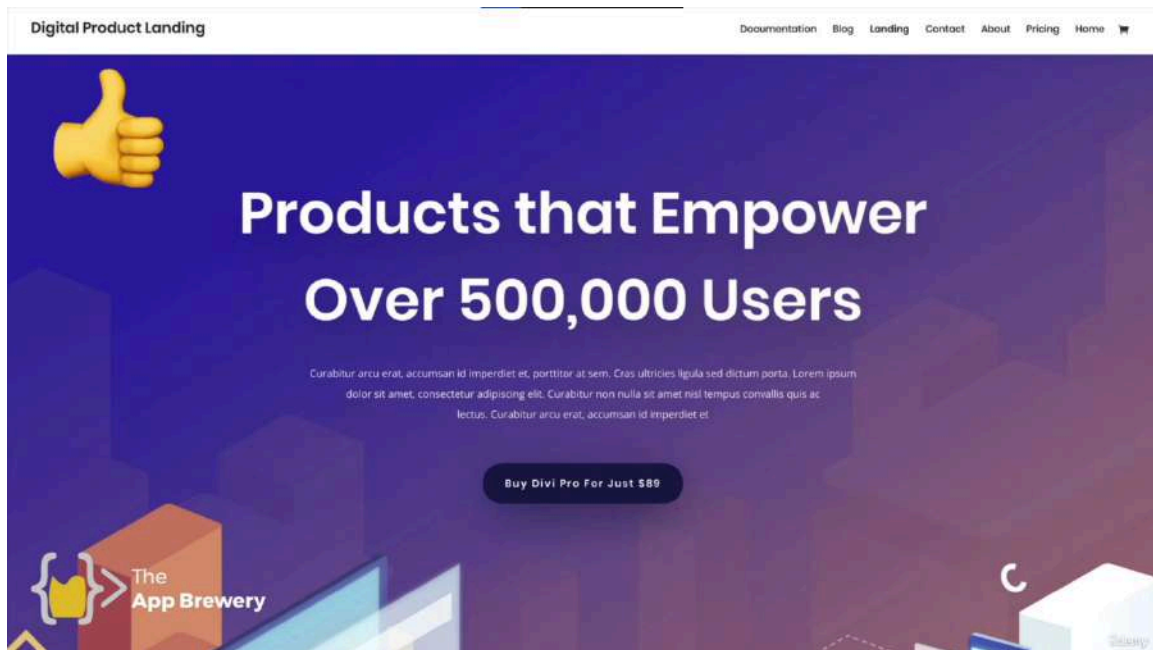 Digital Product Landing
Documentation Blog Landing Contact About Pricing Home
Products that Empower
Over 500,000 Users
Curabitur arcu erat, accumsan id imperdiet et, porttitor at sem. Cras ultricies ligula sed dictum porta. Lorem ipsum
dolor sit amet, consectetur adipiscing elit. Curabitur non nulla sit amet nisl tempus convallis quis ac
lectus. Curabitur arcu erat, accumsan id imperdiet et
Buy Divi Pro For Just $89
The
App Brewery
Udemy